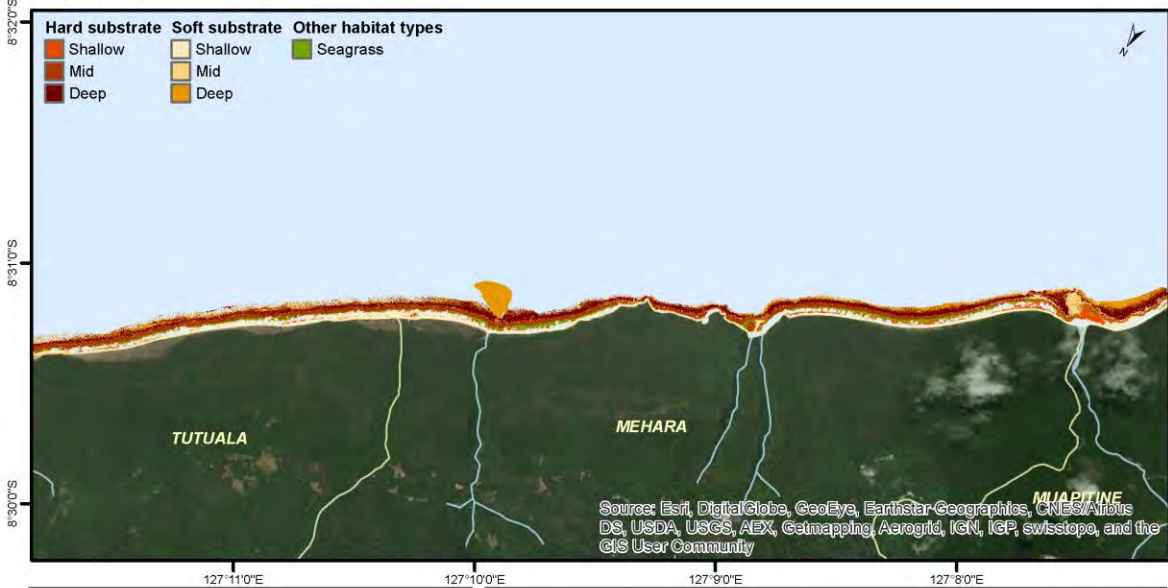 8°32'0"S
Hard substrate Soft substrate Other habitat types
Shallow Shallow Seagrass
Mid Mid
Deep Deep
N
8°31'0"S
MEHARA
TUTUALA
MUAPITINE
8°30'0"S
Source: Esri, DigitalGlobe, GeoEye, Earthstar Geographics, CNES/Airbus
DS, USDA, USGS, AEX, Getmapping, Aerogrid, IGN, IGP, swisstopo, and the
GIS User Community
127°11'0"E 127°10'0"E 127°9'0"E 127°8'0"E